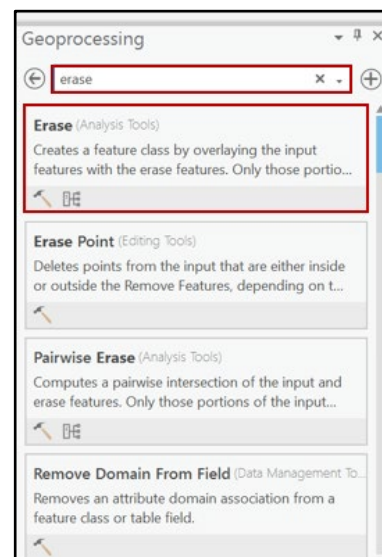 Geoprocessing
erase
Erase (Analysis Tools)
Creates a feature class by overlaying the input
features with the erase features. Only those portio...
Erase Point (Editing Tools)
Deletes points from the input that are either inside
or outside the Remove Features, depending on t...
Pairwise Erase (Analysis Tools)
Computes a pairwise intersection of the input and
erase features. Only those portions of the input...
Remove Domain From Field (Data Management To...
Removes an attribute domain association from a
feature class or table field.